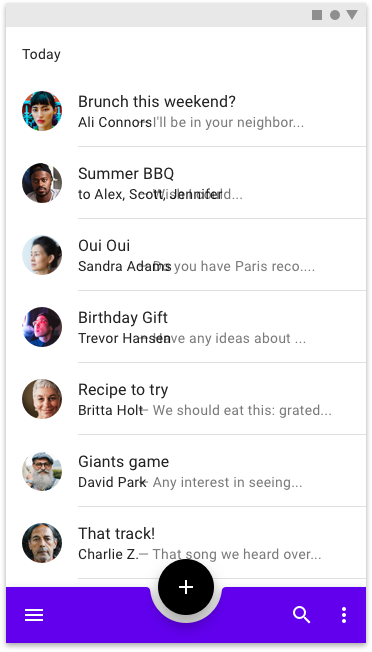 Today
Brunch this weekend?
Ali Connors — I'll be in your neighbor...
Summer BBQ
to Alex, Scott, Jennifer — Wish I could...
Oui Oui
Sandra Adams — Do you have Paris reco....
Birthday Gift
Trevor Hansen — Have any ideas about ...
Recipe to try
Britta Holt — We should eat this: grated...
Giants game
David Park — Any interest in seeing...
That track!
Charlie Z. — That song we heard over...